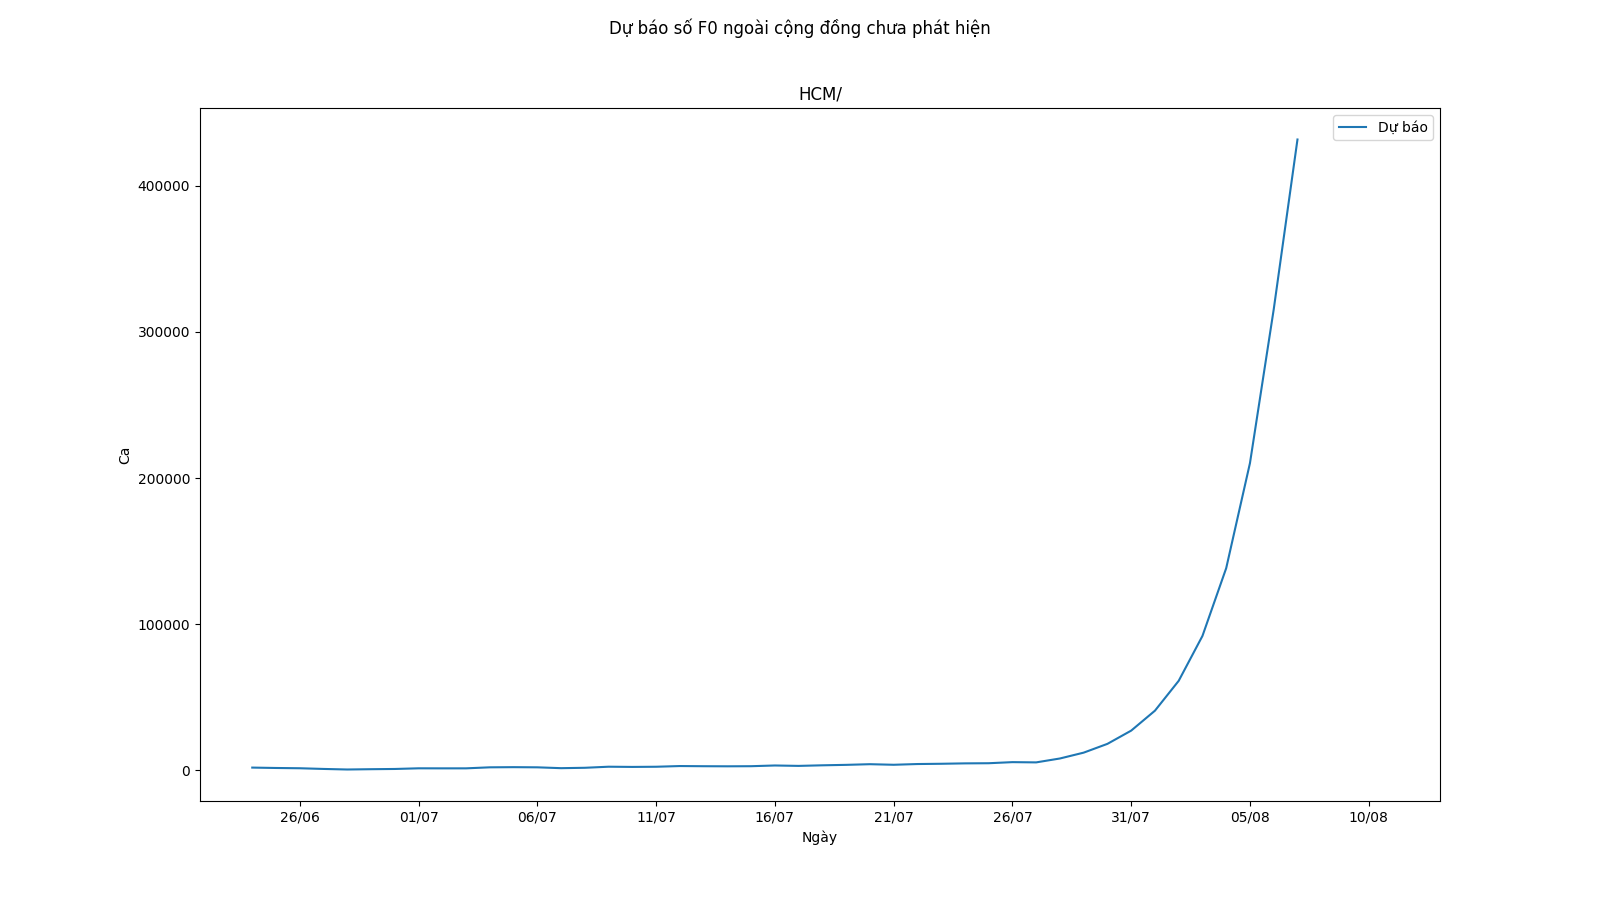 Dự báo số F0 ngoài cộng đồng chưa phát hiện
HCM/
Dự báo
400000
300000
200000
100000
0
Ca
26/06 01/07 06/07 11/07 16/07 21/07 26/07 31/07 05/08 10/08
Ngày